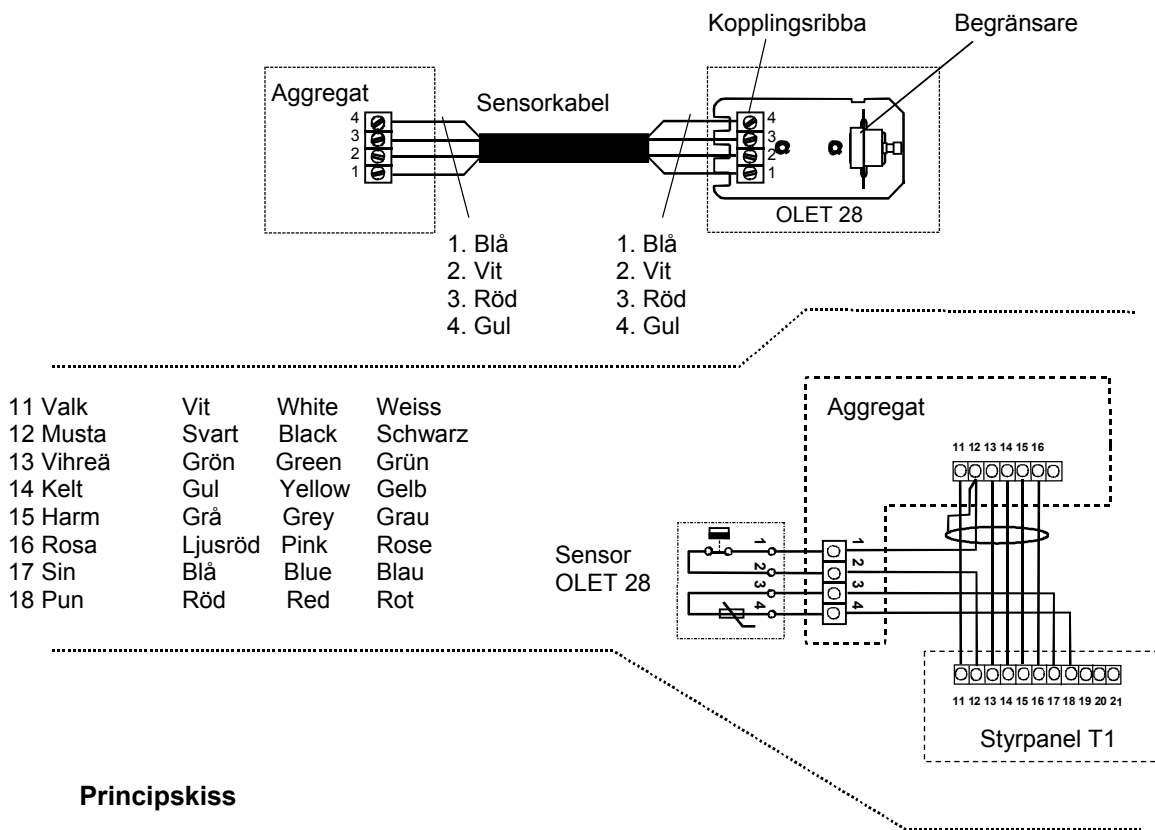 Kopplingsribba Begränsare
Aggregat
Sensorkabel
4
3
2
1
4
3
2
1
OLET 28
1. Blå
2. Vit
3. Röd
4. Gul
1. Blå
2. Vit
3. Röd
4. Gul
11 Valk Vit White Weiss
12 Musta Svart Black Schwarz
13 Vihreä Grön Green Grün
14 Kelt Gul Yellow Gelb
15 Harm Grå Grey Grau
16 Rosa Ljusröd Pink Rose
17 Sin Blå Blue Blau
18 Pun Röd Red Rot
Aggregat
11 12 13 14 15 16
Sensor
OLET 28
1
2
3
4
1
2
3
4
11 12 13 14 15 16 17 18 19 20 21
Styrpanel T1
Principskiss